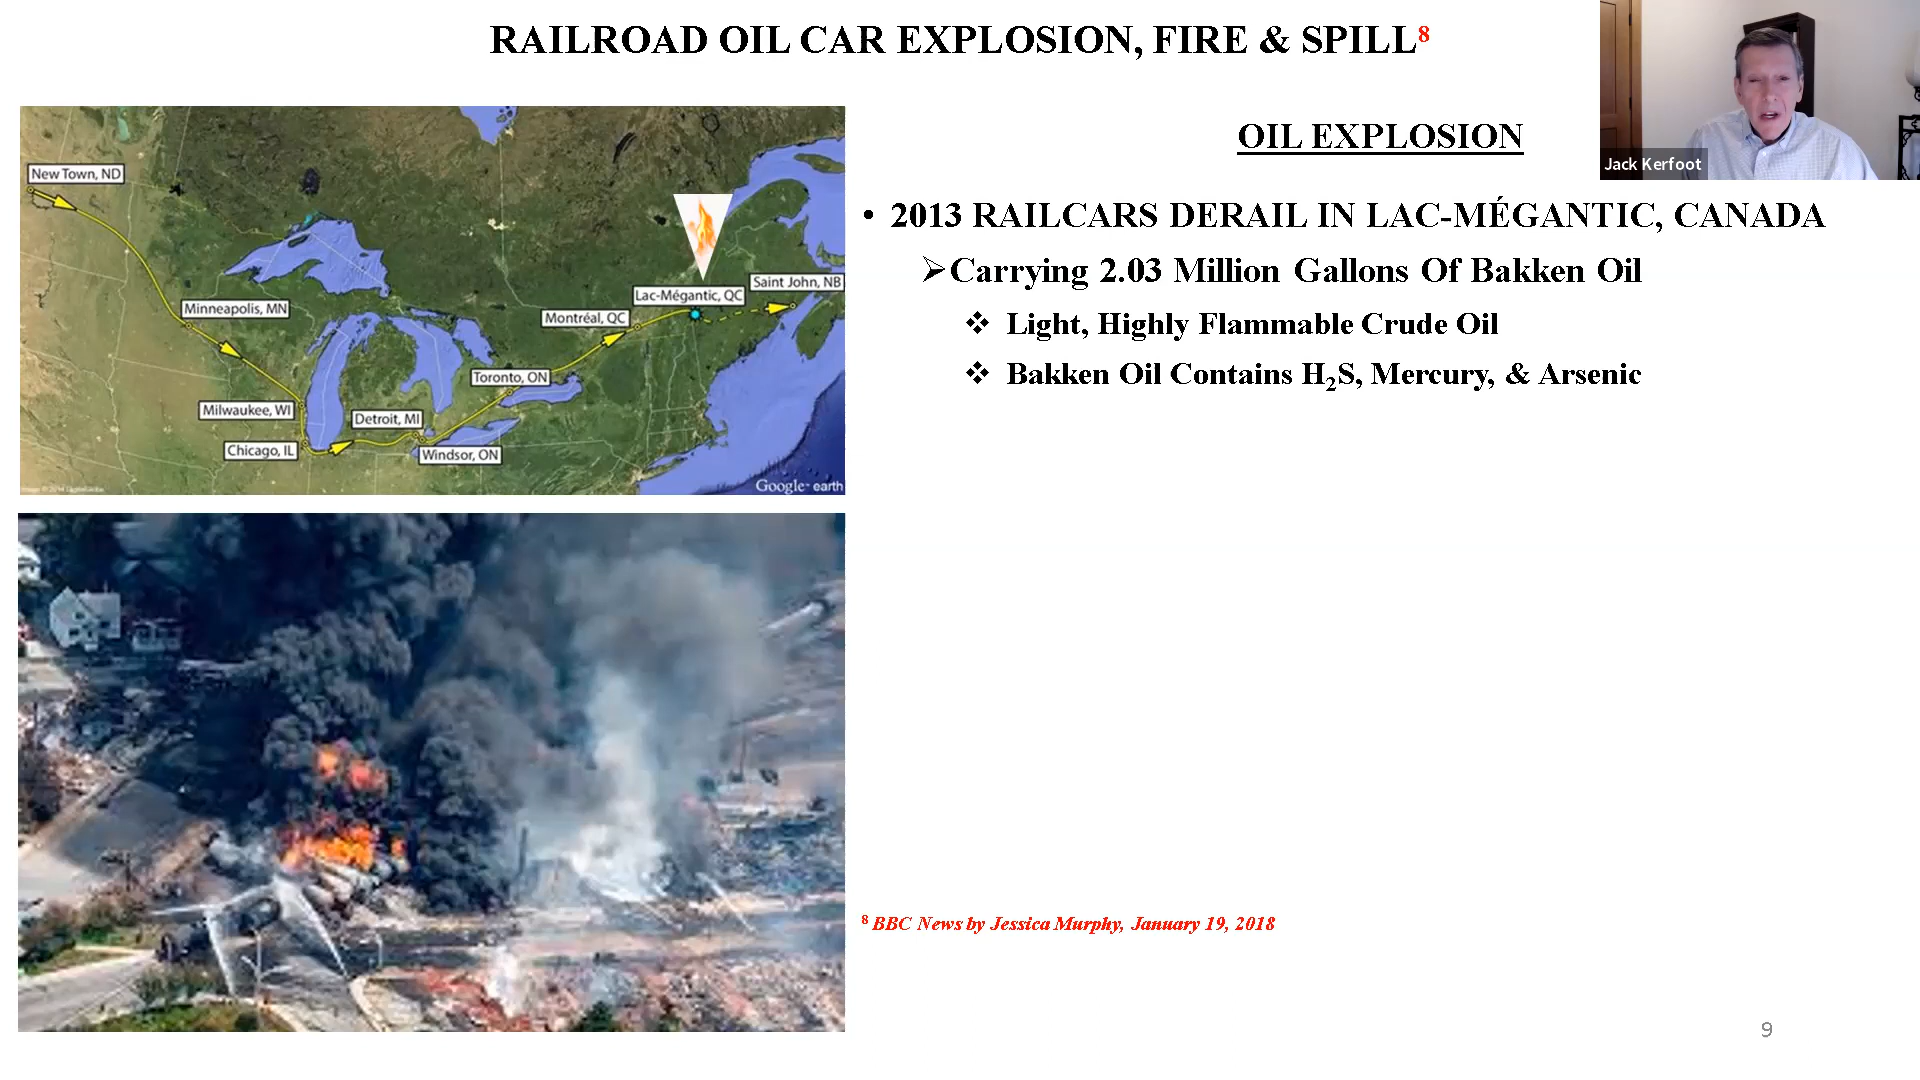 RAILROAD OIL CAR EXPLOSION, FIRE & SPILL⁸
Jack Kerfoot
New Town, ND
Minneapolis, MN
Milwaukee, WI
Chicago, IL
Detroit, MI
Windsor, ON
Toronto, ON
Montréal, QC
Lac-Mégantic, QC
Saint John, NB
Google earth
OIL EXPLOSION
• 2013 RAILCARS DERAIL IN LAC-MÉGANTIC, CANADA
➢Carrying 2.03 Million Gallons Of Bakken Oil
❖ Light, Highly Flammable Crude Oil
❖ Bakken Oil Contains H₂S, Mercury, & Arsenic
⁸ BBC News by Jessica Murphy, January 19, 2018
9